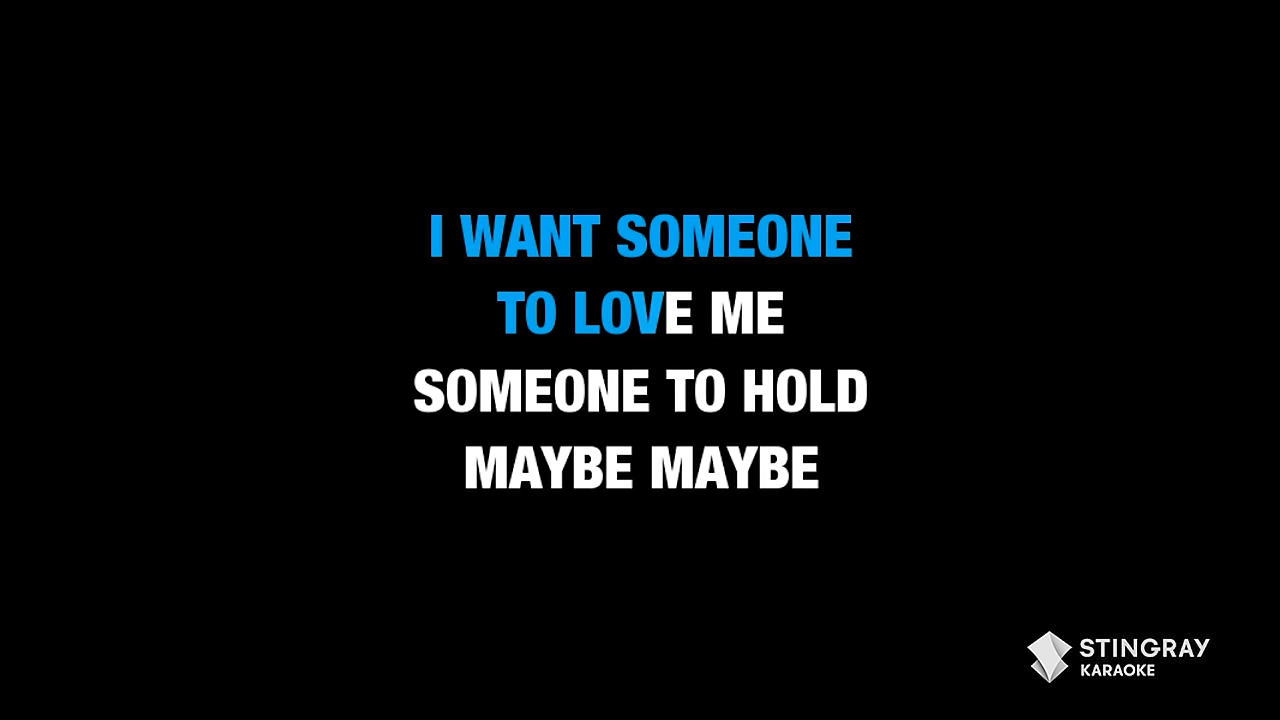 I WANT SOMEONE
TO LOVE ME
SOMEONE TO HOLD
MAYBE MAYBE
STINGRAY
KARAOKE